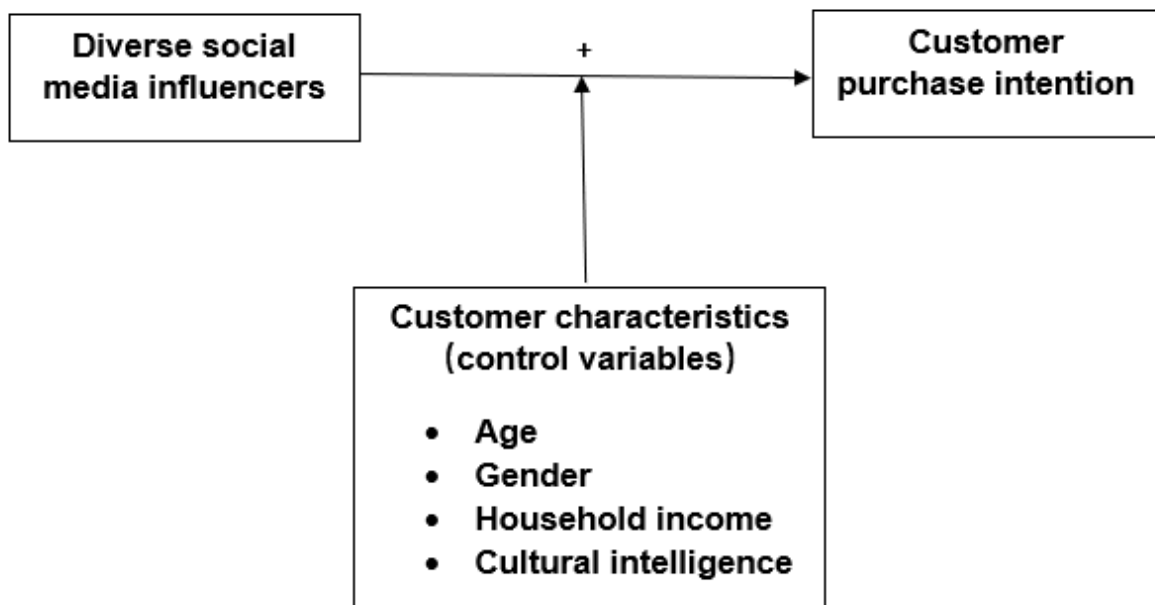 Diverse social
media influencers
+
Customer
purchase intention
Customer characteristics
(control variables)
• Age
• Gender
• Household income
• Cultural intelligence